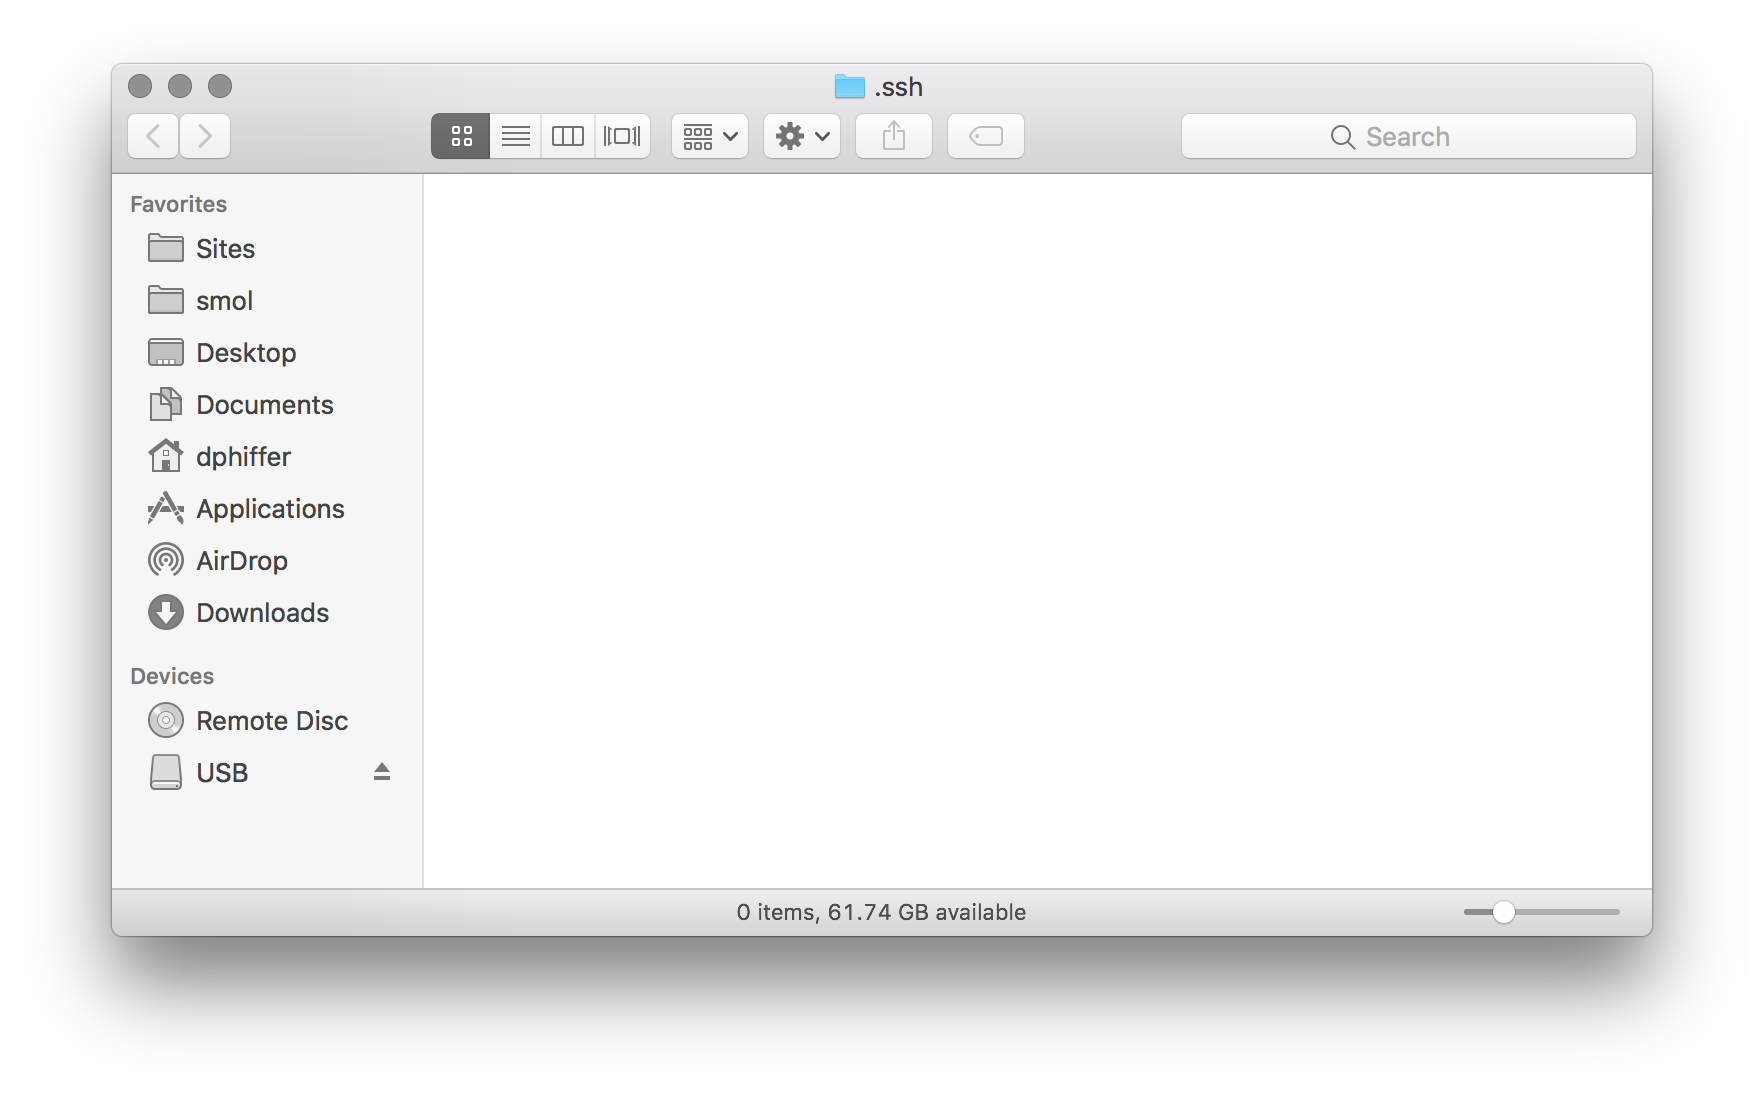 .ssh
Search
Favorites
Sites
smol
Desktop
Documents
dphiffer
Applications
AirDrop
Downloads
Devices
Remote Disc
USB
0 items, 61.74 GB available